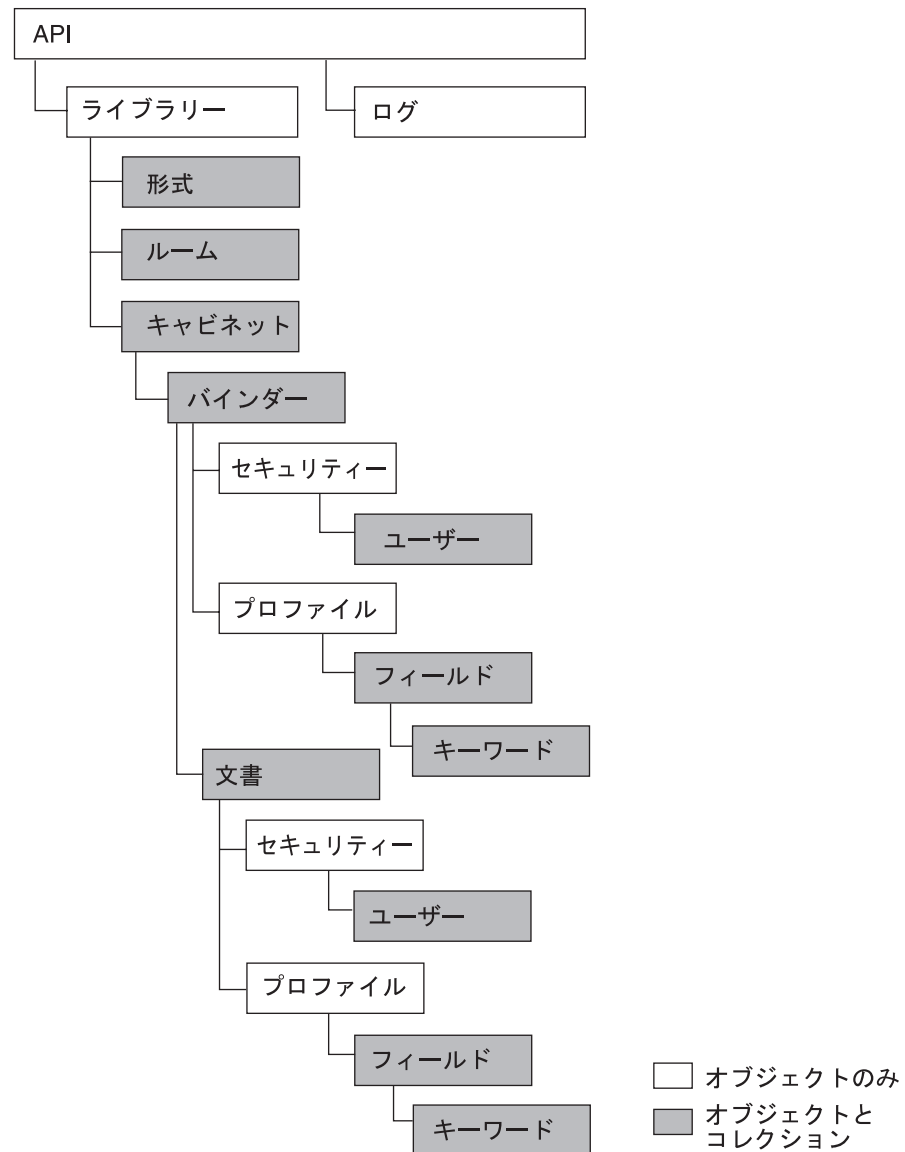 API
ライブラリー
ログ
形式
ルーム
キャビネット
バインダー
セキュリティー
ユーザー
プロファイル
フィールド
キーワード
文書
セキュリティー
ユーザー
プロファイル
フィールド
キーワード
オブジェクトのみ
オブジェクトと
コレクション